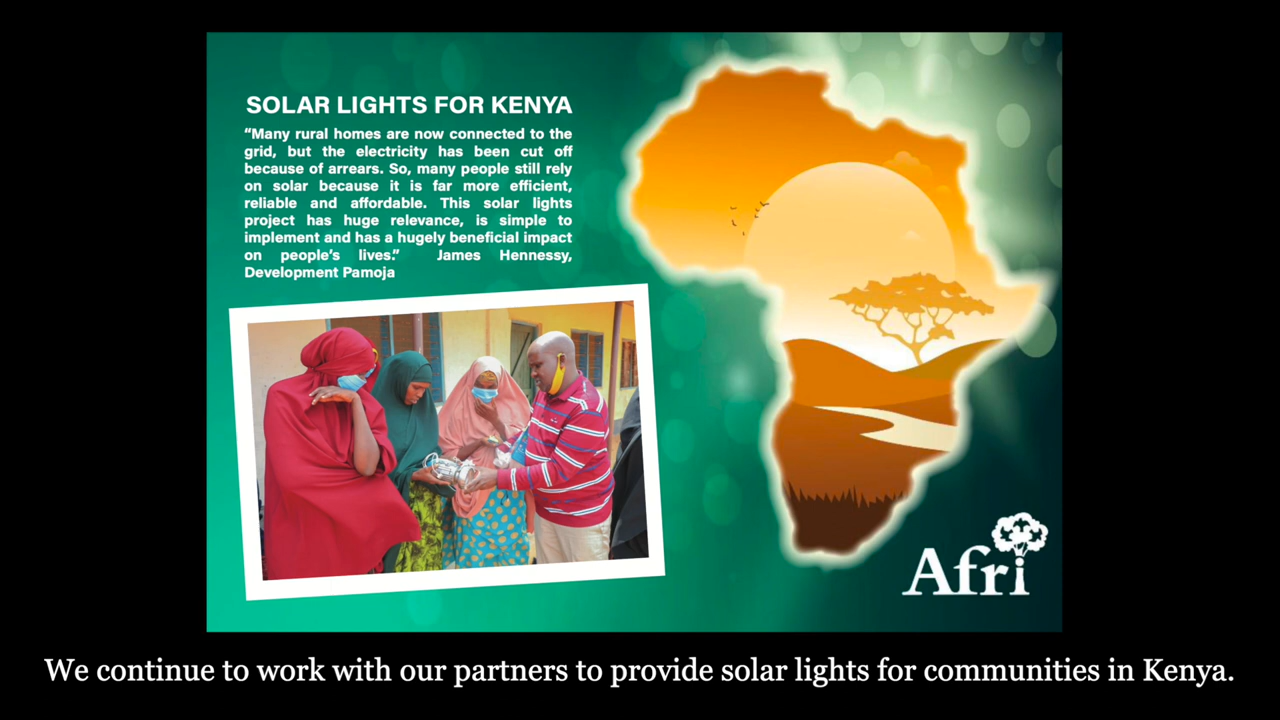 SOLAR LIGHTS FOR KENYA
“Many rural homes are now connected to the
grid, but the electricity has been cut off
because of arrears. So, many people still rely
on solar because it is far more efficient,
reliable and affordable. This solar lights
project has huge relevance, is simple to
implement and has a hugely beneficial impact
on people’s lives.” James Hennessy,
Development Pamoja
Afri
We continue to work with our partners to provide solar lights for communities in Kenya.